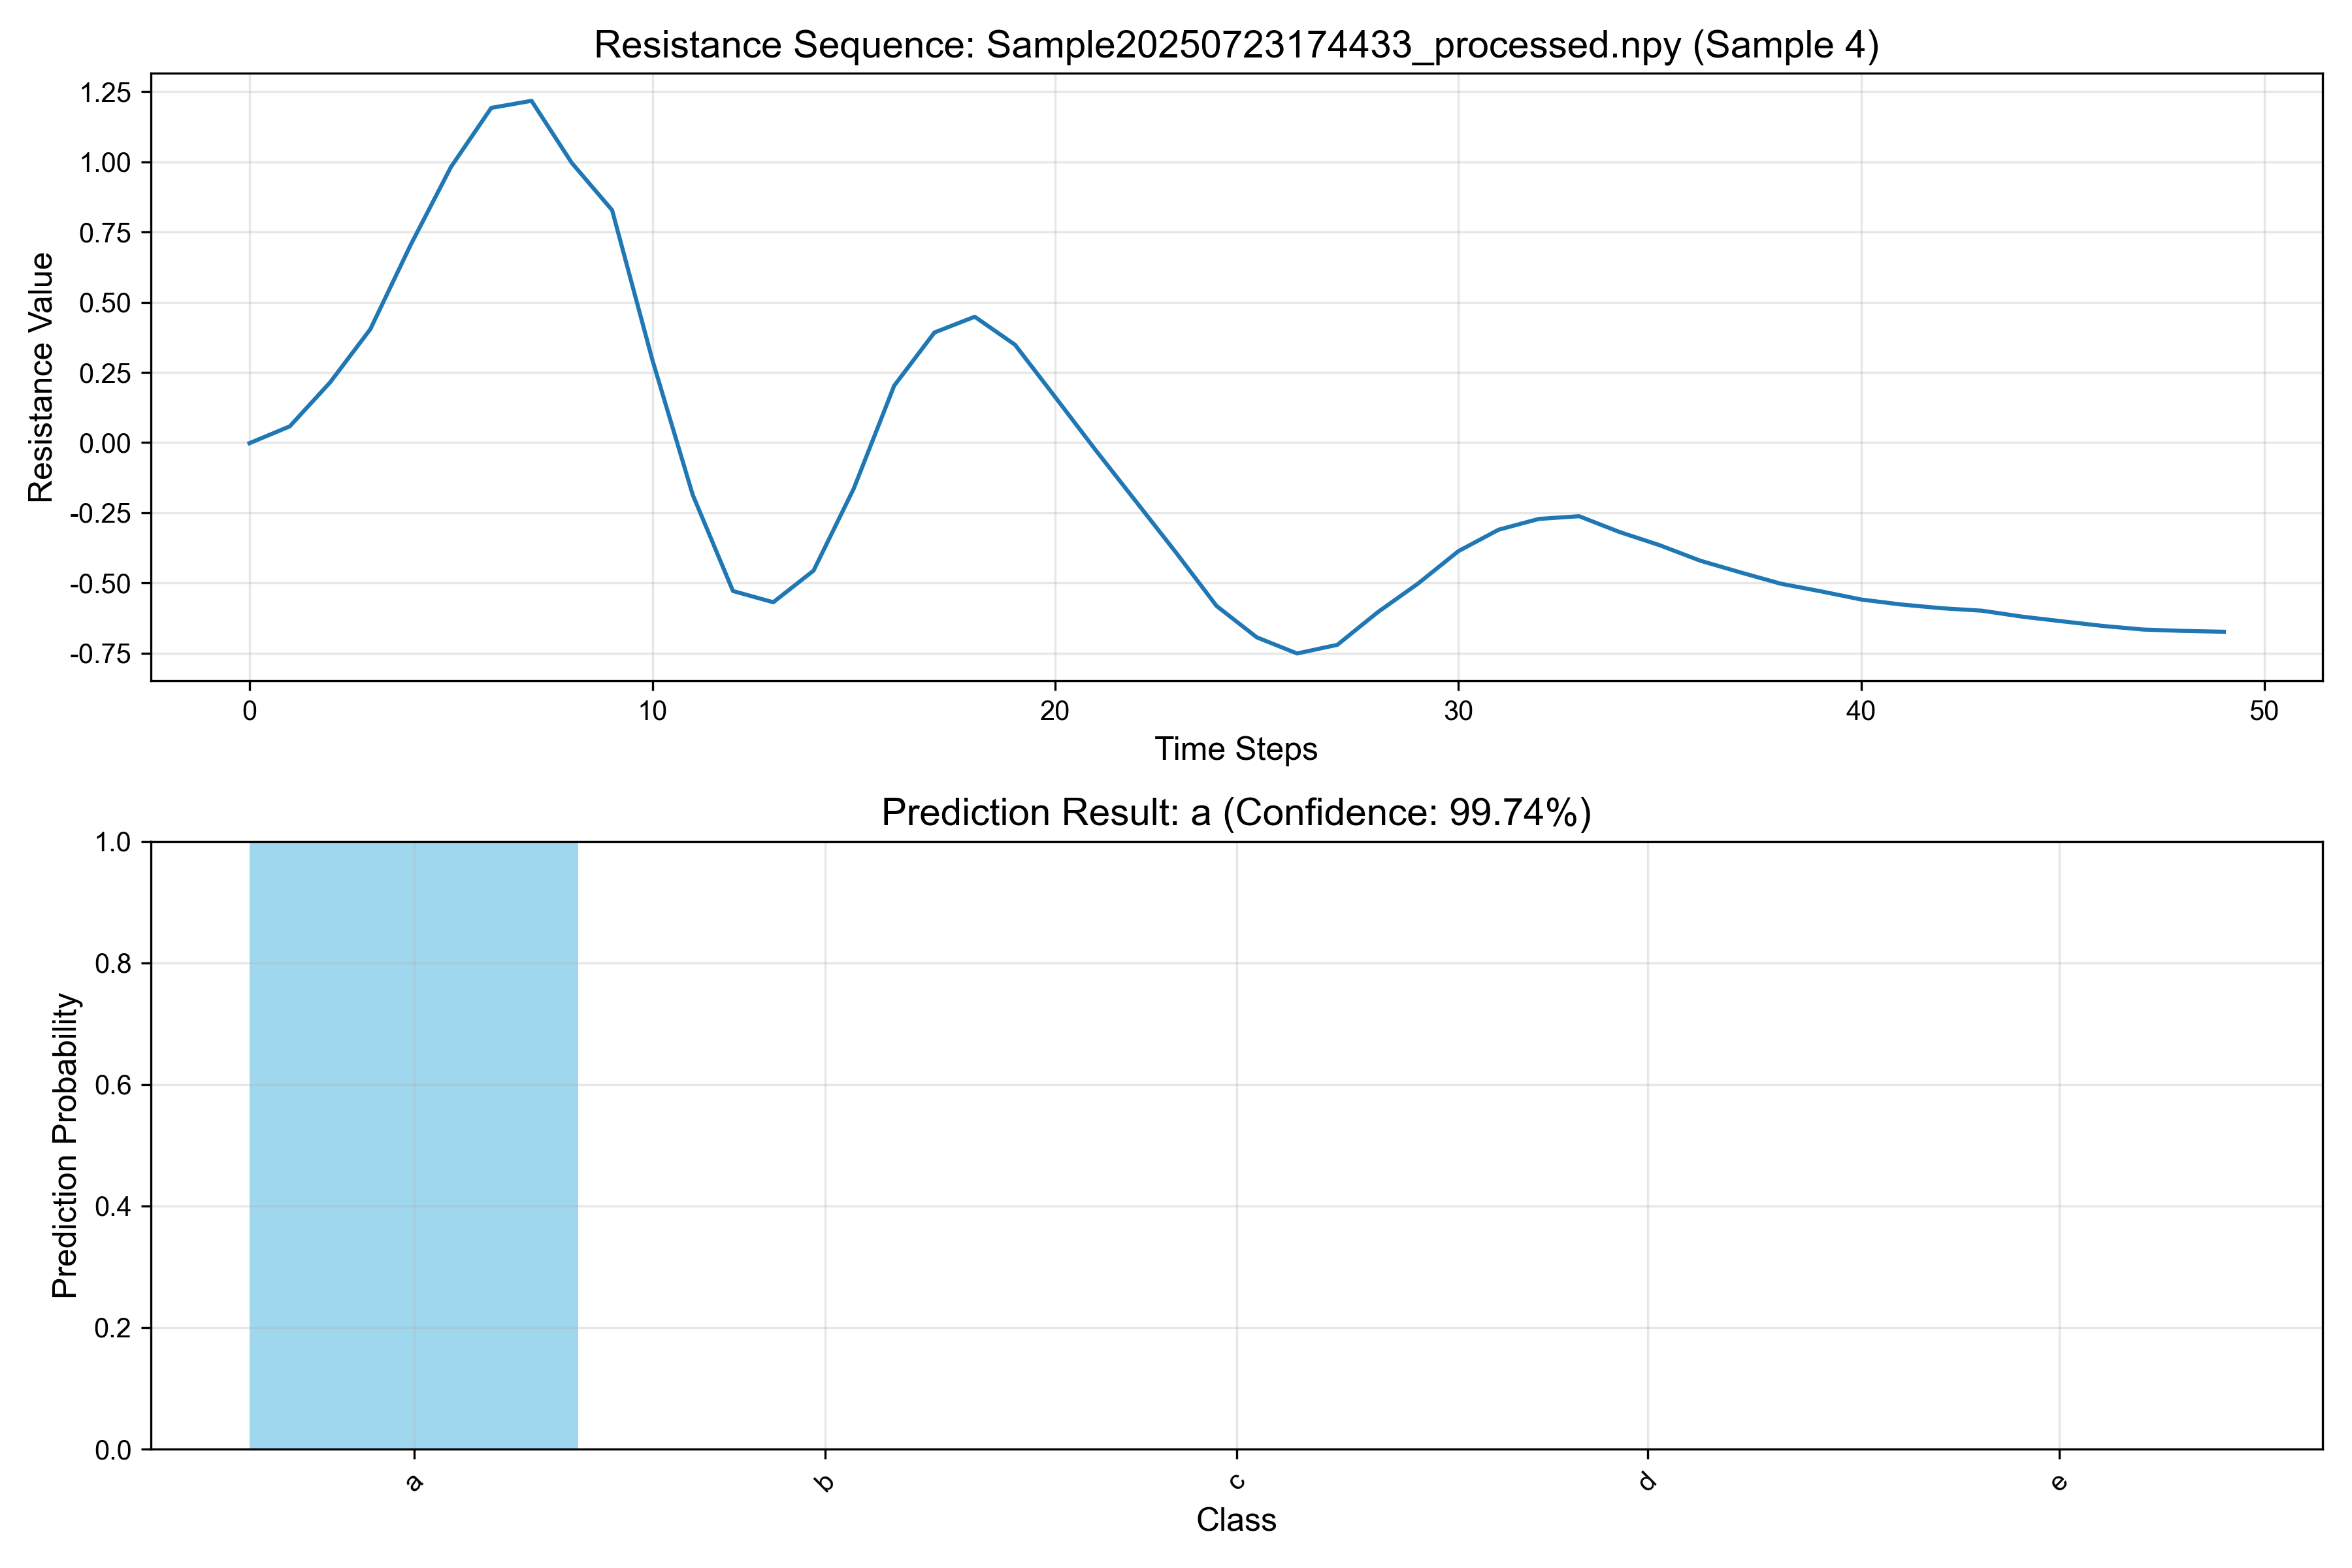 Resistance Sequence: Sample20250723174433_processed.npy (Sample 4)
Resistance Value
1.25
1.00
0.75
0.50
0.25
0.00
-0.25
-0.50
-0.75
0 10 20 30 40 50
Time Steps
Prediction Result: a (Confidence: 99.74%)
Prediction Probability
1.0
0.8
0.6
0.4
0.2
0.0
a b c d e
Class